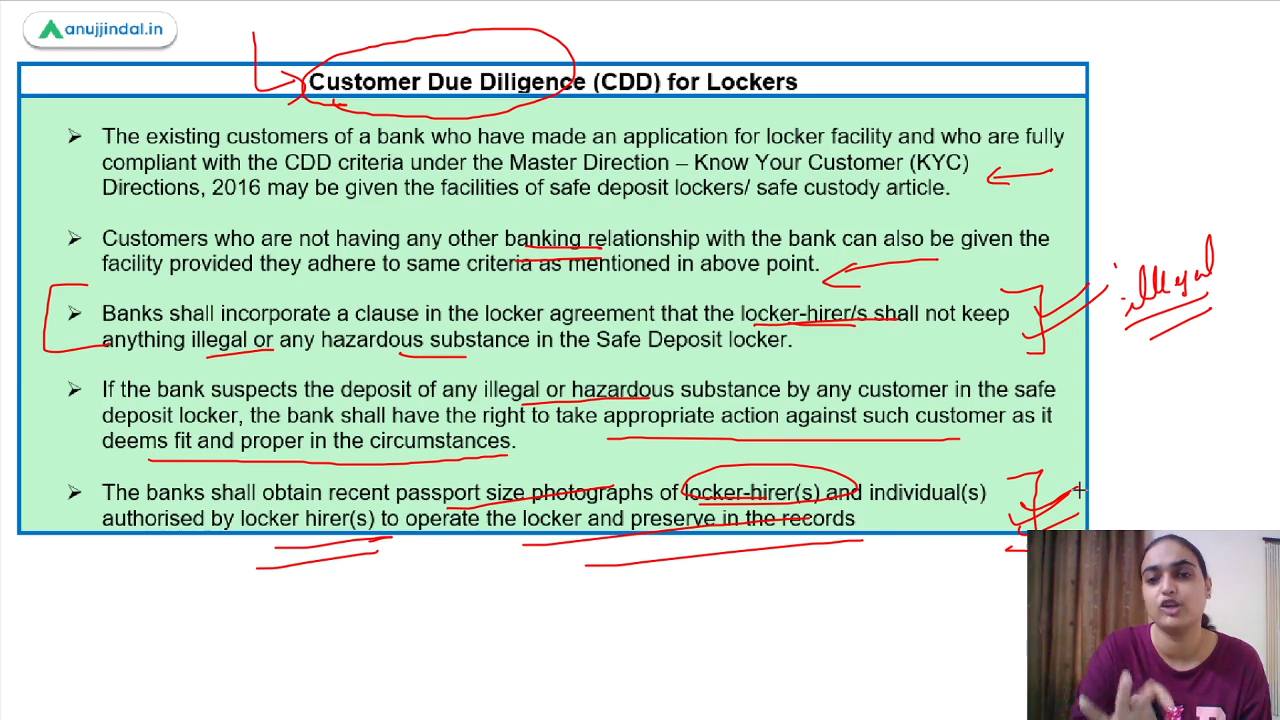 anujjindal.in
Customer Due Diligence (CDD) for Lockers
➢ The existing customers of a bank who have made an application for locker facility and who are fully
compliant with the CDD criteria under the Master Direction – Know Your Customer (KYC)
Directions, 2016 may be given the facilities of safe deposit lockers/ safe custody article.
➢ Customers who are not having any other banking relationship with the bank can also be given the
facility provided they adhere to same criteria as mentioned in above point.
➢ Banks shall incorporate a clause in the locker agreement that the locker-hirer/s shall not keep
anything illegal or any hazardous substance in the Safe Deposit locker.
illegal
➢ If the bank suspects the deposit of any illegal or hazardous substance by any customer in the safe
deposit locker, the bank shall have the right to take appropriate action against such customer as it
deems fit and proper in the circumstances.
➢ The banks shall obtain recent passport size photographs of locker-hirer(s) and individual(s)
authorised by locker hirer(s) to operate the locker and preserve in the records